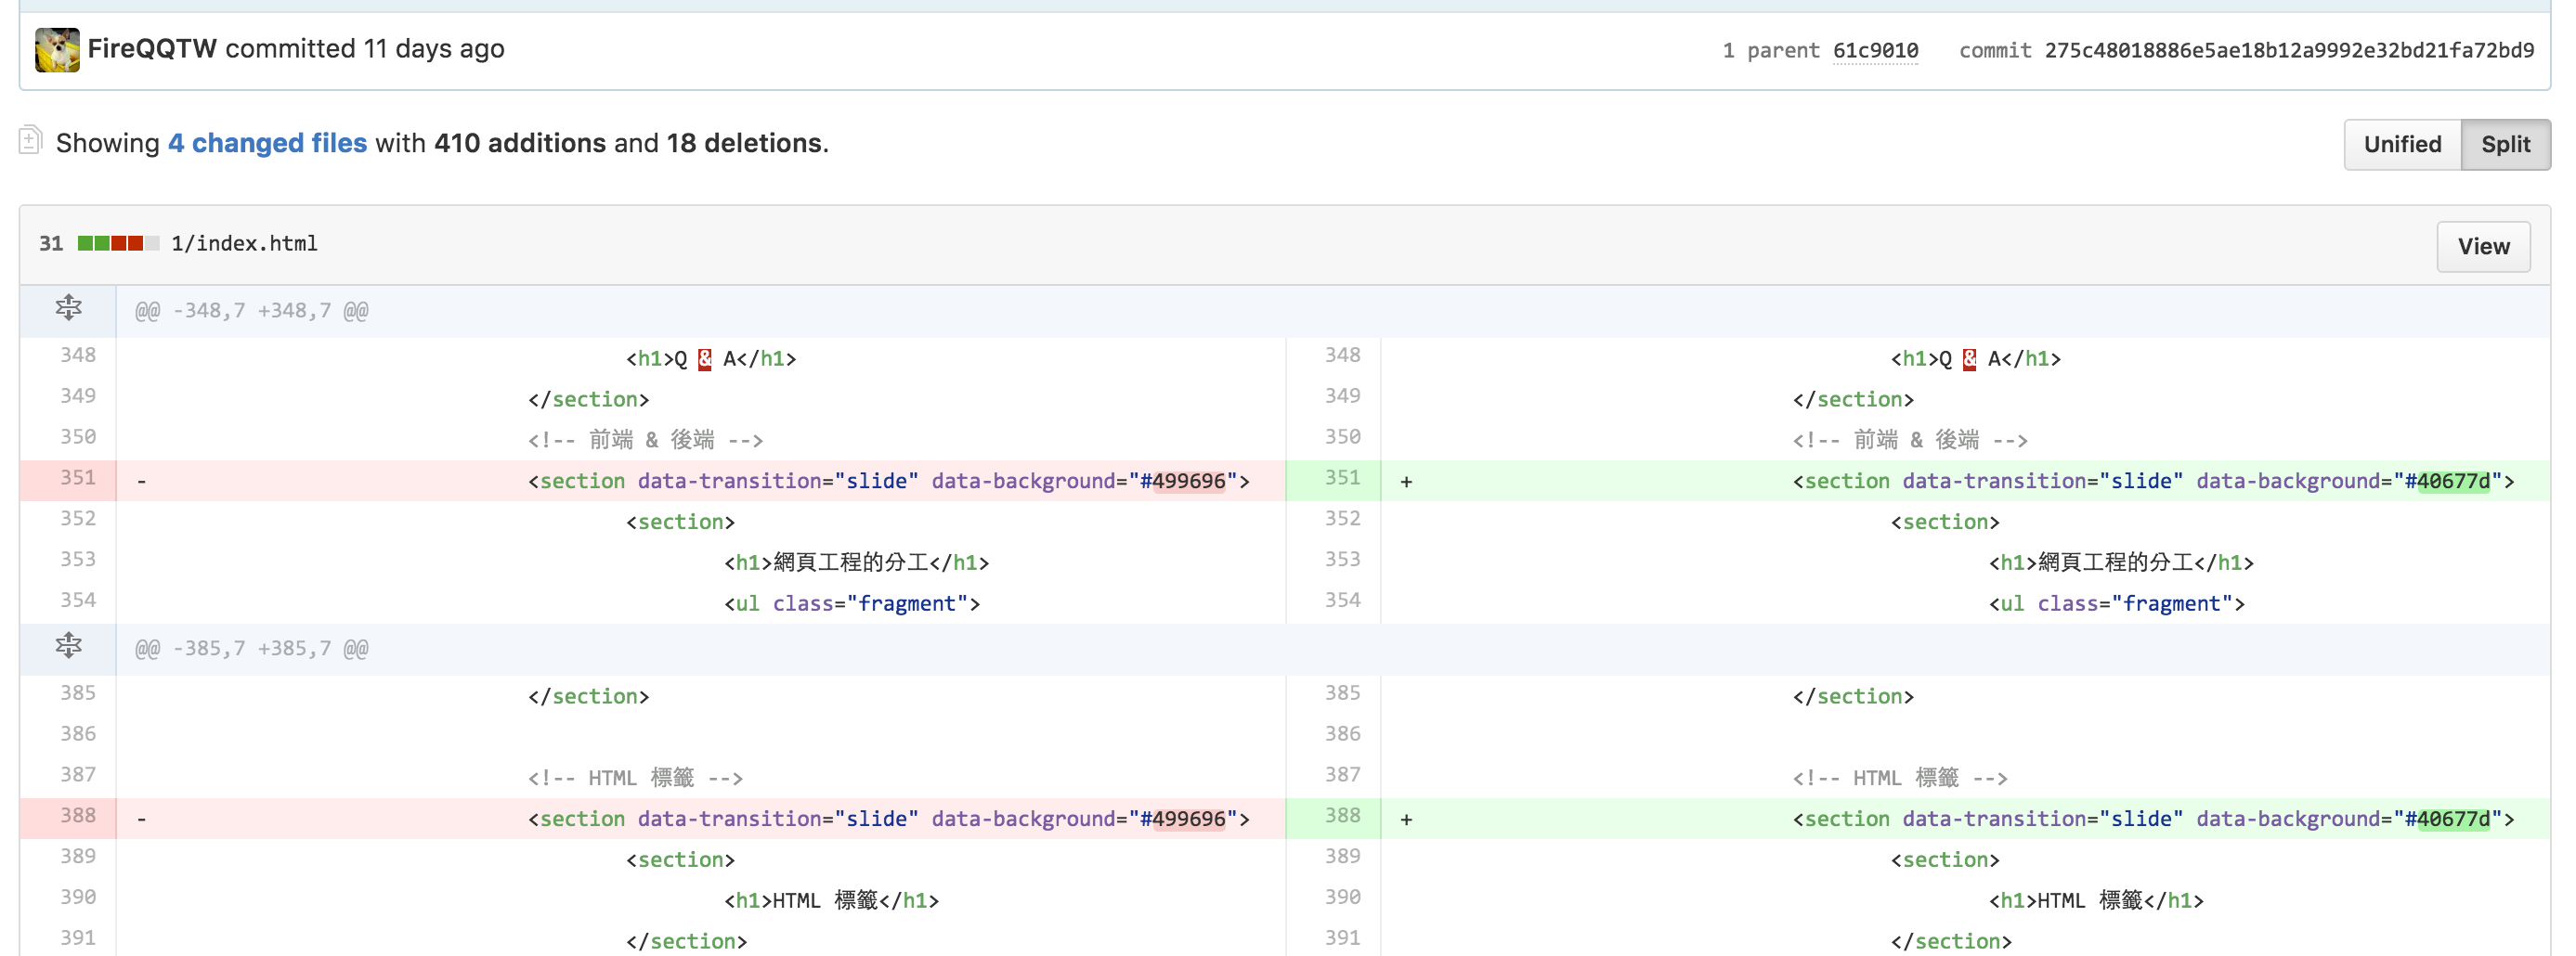 FireQQTW committed 11 days ago 1 parent 61c9010 commit 275c48018886e5ae18b12a9992e32bd21fa72bd9
Showing 4 changed files with 410 additions and 18 deletions. Unified Split
31 1/index.html View
@@ -348,7 +348,7 @@
348 <h1>Q & A</h1> 348 <h1>Q & A</h1>
349 </section> 349 </section>
350 <!-- 前端 & 後端 --> 350 <!-- 前端 & 後端 -->
351 - <section data-transition="slide" data-background="#499696"> 351 + <section data-transition="slide" data-background="#40677d">
352 <section> 352 <section>
353 <h1>網頁工程的分工</h1> 353 <h1>網頁工程的分工</h1>
354 <ul class="fragment"> 354 <ul class="fragment">
@@ -385,7 +385,7 @@
385 </section> 385 </section>
386 386
387 <!-- HTML 標籤 --> 387 <!-- HTML 標籤 -->
388 - <section data-transition="slide" data-background="#499696"> 388 + <section data-transition="slide" data-background="#40677d">
389 <section> 389 <section>
390 <h1>HTML 標籤</h1> 390 <h1>HTML 標籤</h1>
391 </section> 391 </section>